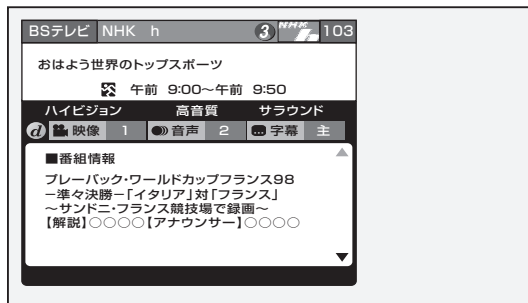 BSテレビ NHK h 3 NHK 103
おはよう世界のトップスポーツ
午前 9:00～午前 9:50
ハイビジョン 高音質 サラウンド
d 映像 1 音声 2 字幕 主
■番組情報
プレーバック・ワールドカップフランス98
－準々決勝－「イタリア」対「フランス」
～サンドニ・フランス競技場で録画～
【解説】○○○○【アナウンサー】○○○○